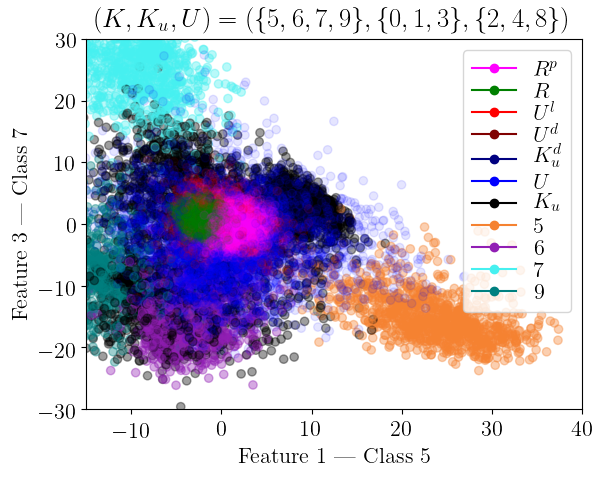 (K, K_u, U) = ({5, 6, 7, 9}, {0, 1, 3}, {2, 4, 8})
30
20
10
0
−10
−20
−30
Feature 3 — Class 7
−10 0 10 20 30 40
Feature 1 — Class 5
R^p
R
U^l
U^d
K_u^d
U
K_u
5
6
7
9